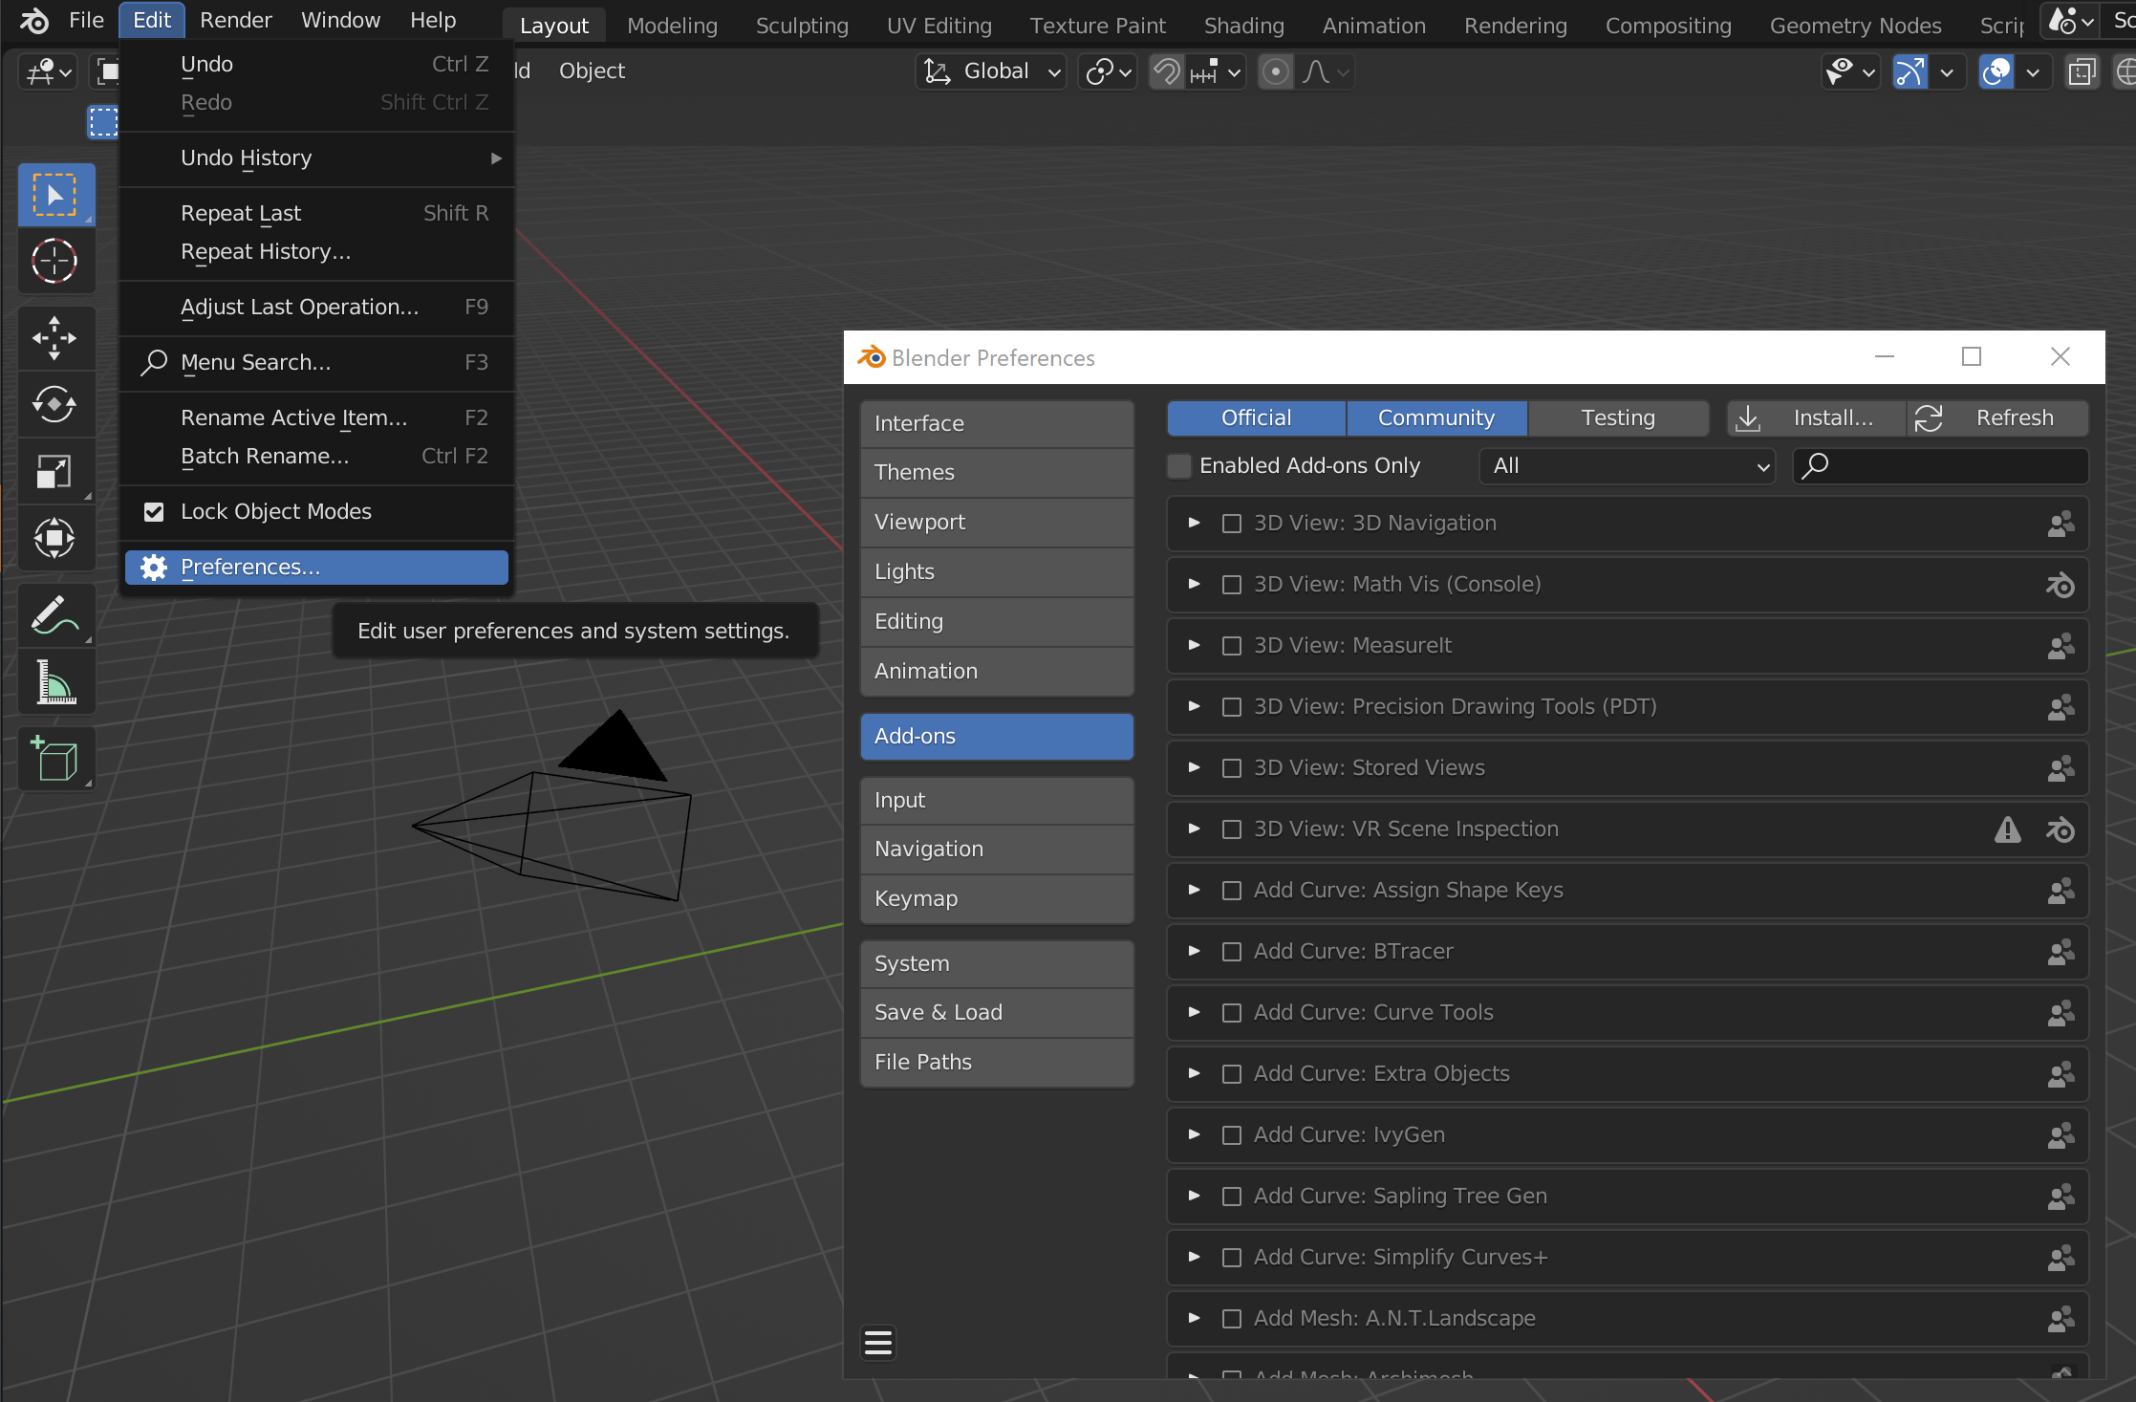 File Edit Render Window Help Layout Modeling Sculpting UV Editing Texture Paint Shading Animation Rendering Compositing Geometry Nodes Scrip Sc
ld Object Global
Undo Ctrl Z
Redo Shift Ctrl Z
Undo History
Repeat Last Shift R
Repeat History...
Adjust Last Operation... F9
Menu Search... F3
Rename Active Item... F2
Batch Rename... Ctrl F2
Lock Object Modes
Preferences...
Edit user preferences and system settings.
Blender Preferences
Interface
Themes
Viewport
Lights
Editing
Animation
Add-ons
Input
Navigation
Keymap
System
Save & Load
File Paths
Official Community Testing Install... Refresh
Enabled Add-ons Only All
3D View: 3D Navigation
3D View: Math Vis (Console)
3D View: MeasureIt
3D View: Precision Drawing Tools (PDT)
3D View: Stored Views
3D View: VR Scene Inspection
Add Curve: Assign Shape Keys
Add Curve: BTracer
Add Curve: Curve Tools
Add Curve: Extra Objects
Add Curve: IvyGen
Add Curve: Sapling Tree Gen
Add Curve: Simplify Curves+
Add Mesh: A.N.T.Landscape
Add Mesh: Archimesh